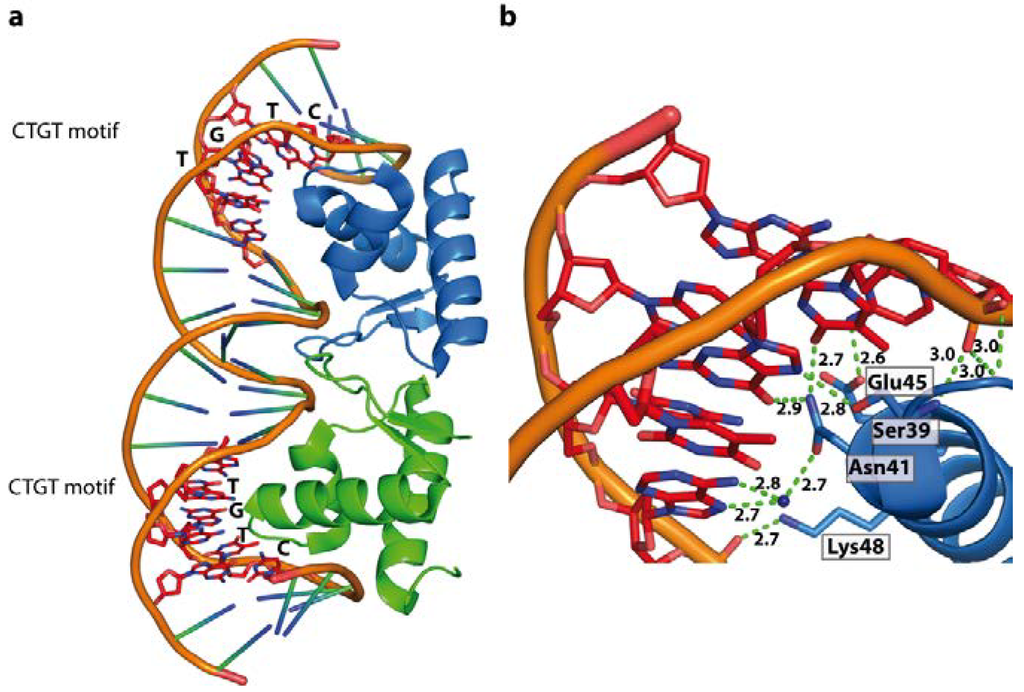 a
CTGT motif
T G T C
CTGT motif
T
G
T
C
b
2.7
2.6
3.0
3.0
3.0
Glu45
2.9
2.8
Ser39
Asn41
2.8
2.7
2.7
2.7
Lys48